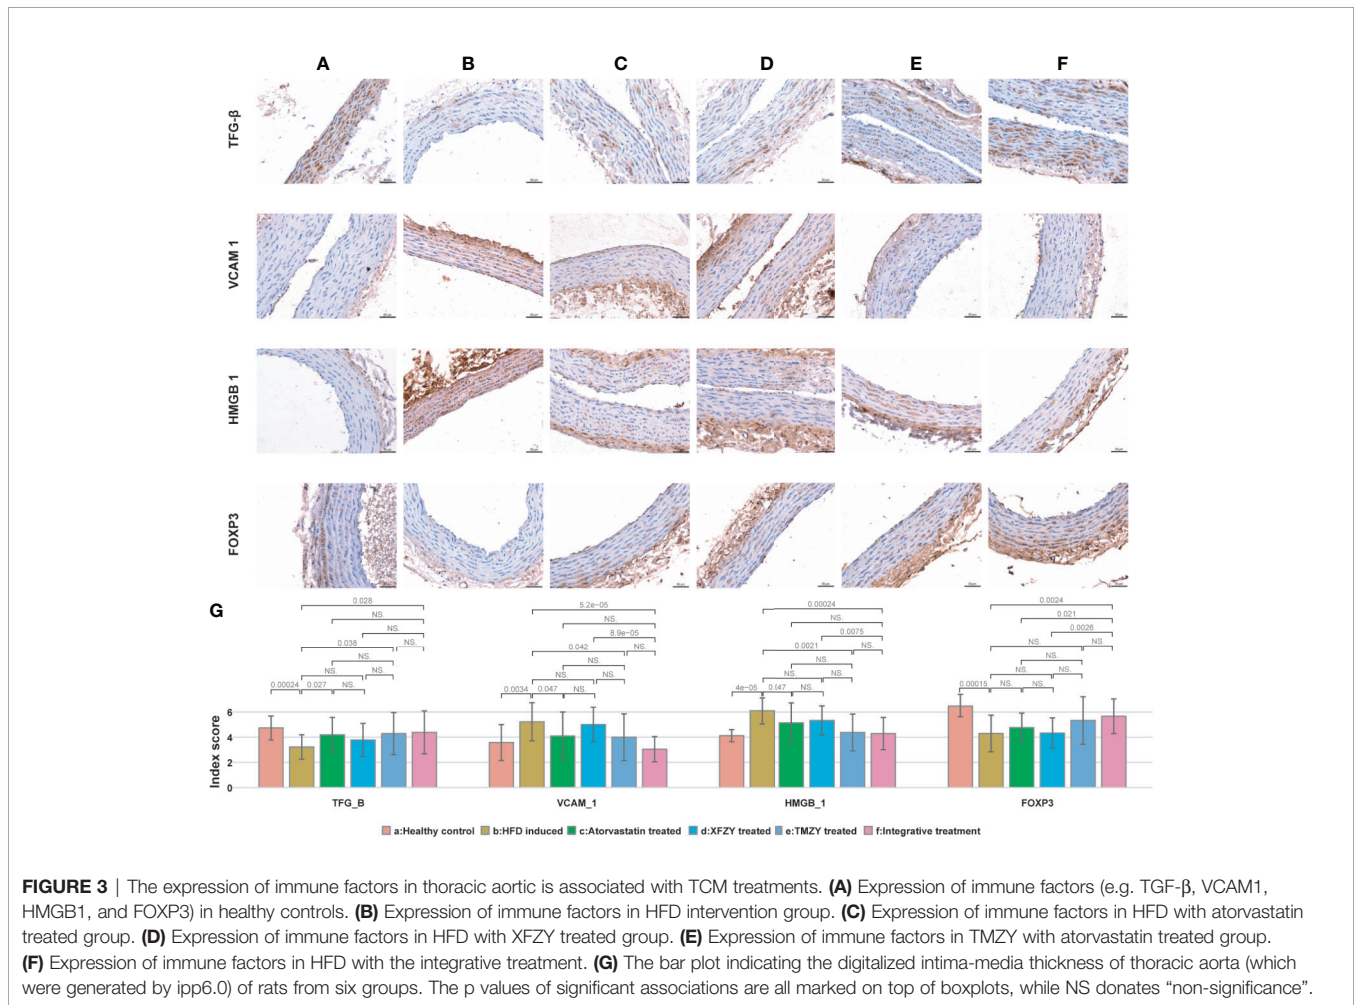 A B C D E F
TFG-β
VCAM 1
HMGB 1
FOXP3
G
0.028
NS.
NS.
0.038
NS.
NS.
NS.
NS.
0.00024
0.027
NS.
5.2e−05
NS.
8.9e−05
0.042
NS.
NS.
NS.
0.0034
0.047
NS.
0.00024
NS.
0.0075
0.0021
NS.
NS.
NS.
NS.
4e−05
NS.
0.0024
0.021
0.0026
NS.
NS.
NS.
NS.
NS.
0.00015
NS.
NS.
Index score
6
4
2
0
TFG_B VCAM_1 HMGB_1 FOXP3
a:Healthy control b:HFD induced c:Atorvastatin treated d:XFZY treated e:TMZY treated f:Integrative treatment
FIGURE 3 | The expression of immune factors in thoracic aortic is associated with TCM treatments. (A) Expression of immune factors (e.g. TGF-β, VCAM1,
HMGB1, and FOXP3) in healthy controls. (B) Expression of immune factors in HFD intervention group. (C) Expression of immune factors in HFD with atorvastatin
treated group. (D) Expression of immune factors in HFD with XFZY treated group. (E) Expression of immune factors in TMZY with atorvastatin treated group.
(F) Expression of immune factors in HFD with the integrative treatment. (G) The bar plot indicating the digitalized intima-media thickness of thoracic aorta (which
were generated by ipp6.0) of rats from six groups. The p values of significant associations are all marked on top of boxplots, while NS donates “non-significance”.